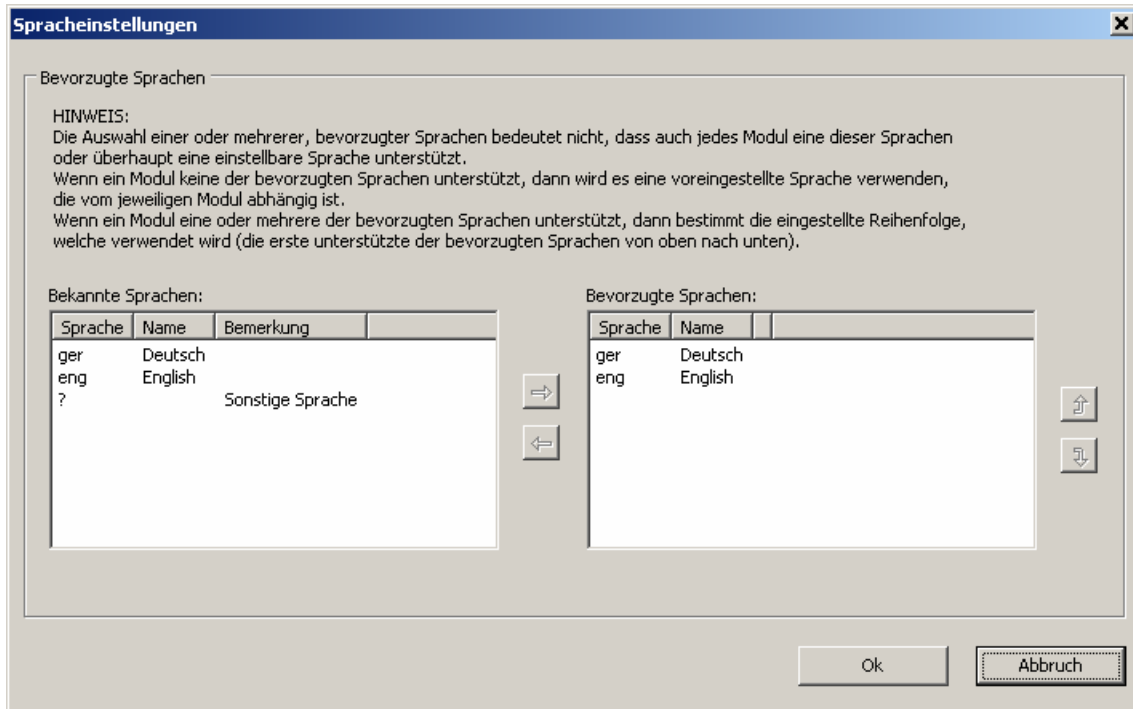 Spracheinstellungen
Bevorzugte Sprachen
HINWEIS:
Die Auswahl einer oder mehrerer, bevorzugter Sprachen bedeutet nicht, dass auch jedes Modul eine dieser Sprachen
oder überhaupt eine einstellbare Sprache unterstützt.
Wenn ein Modul keine der bevorzugten Sprachen unterstützt, dann wird es eine voreingestellte Sprache verwenden,
die vom jeweiligen Modul abhängig ist.
Wenn ein Modul eine oder mehrere der bevorzugten Sprachen unterstützt, dann bestimmt die eingestellte Reihenfolge,
welche verwendet wird (die erste unterstützte der bevorzugten Sprachen von oben nach unten).
Bekannte Sprachen:
Sprache Name Bemerkung
ger Deutsch
eng English
? Sonstige Sprache
Bevorzugte Sprachen:
Sprache Name
ger Deutsch
eng English
Ok
Abbruch